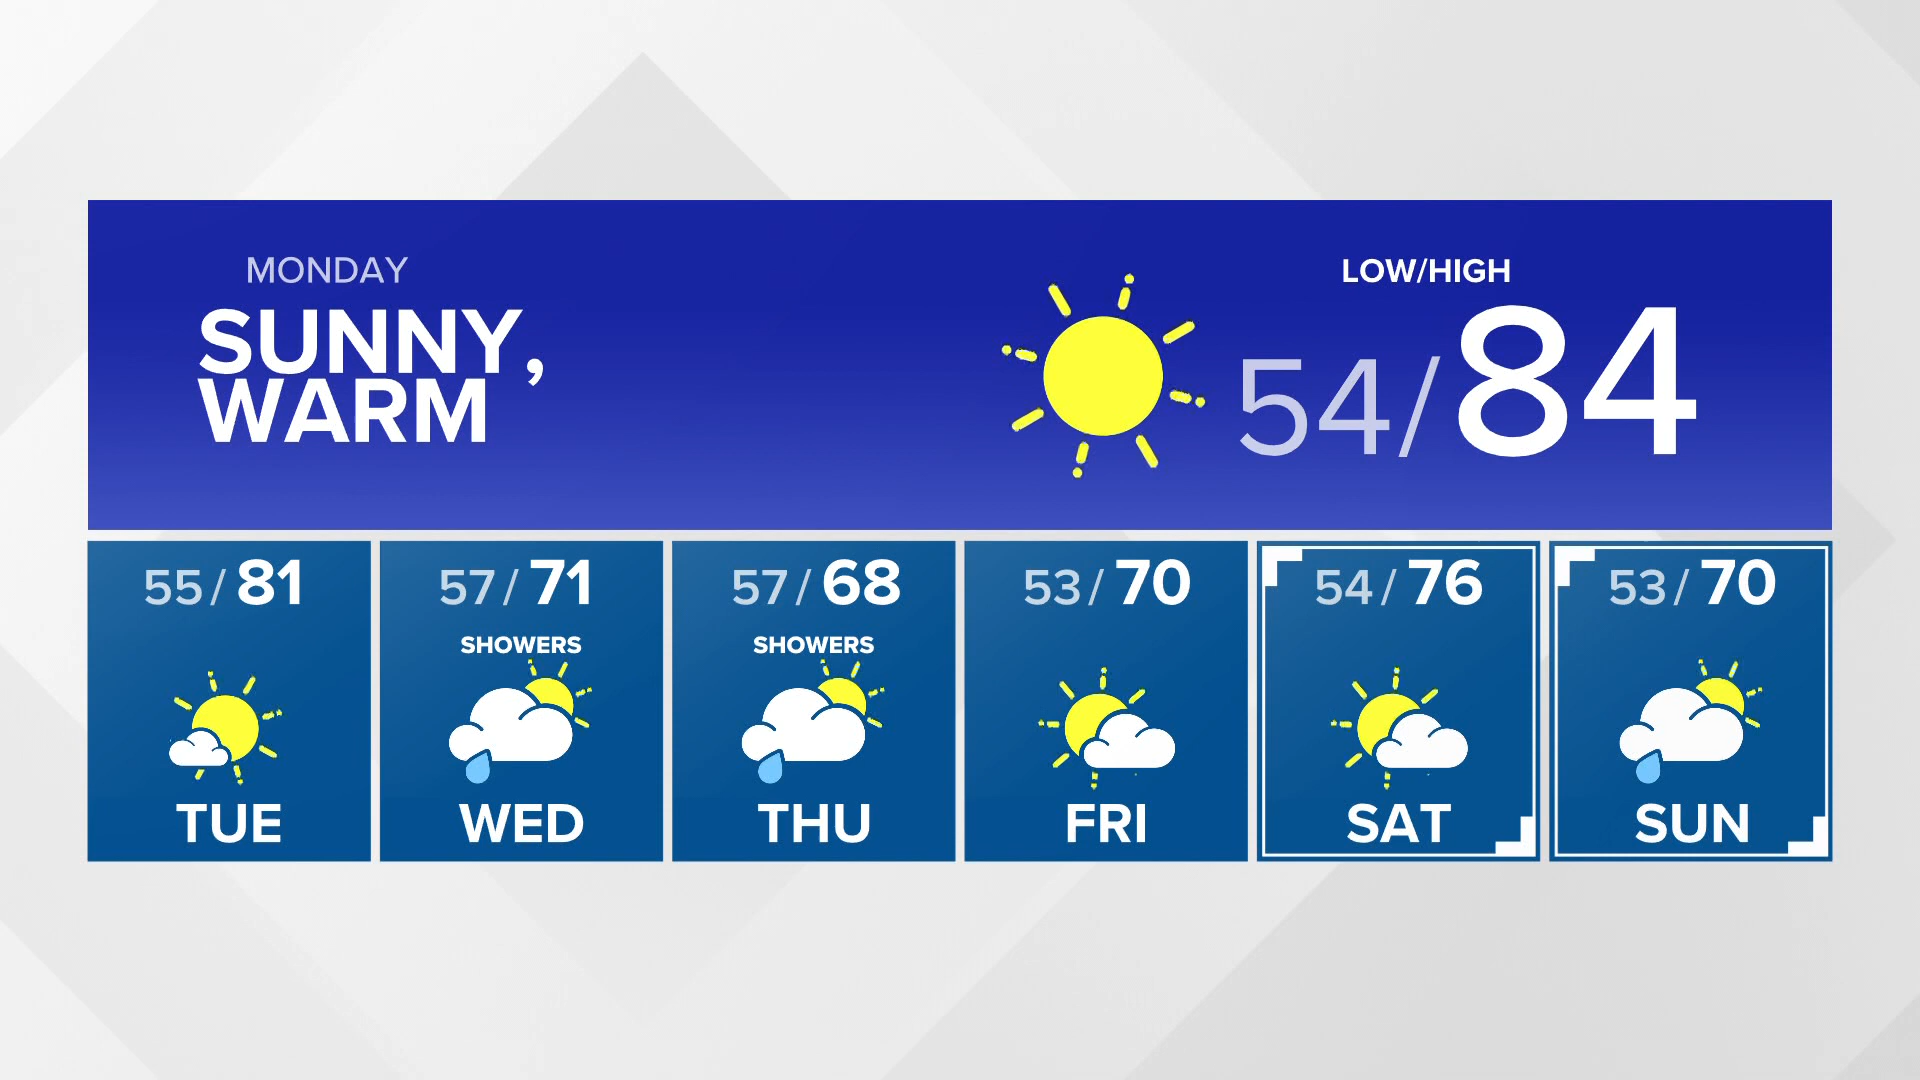 MONDAY
SUNNY,
WARM
LOW/HIGH
54/84
55/81
TUE
57/71
SHOWERS
WED
57/68
SHOWERS
THU
53/70
FRI
54/76
SAT
53/70
SUN